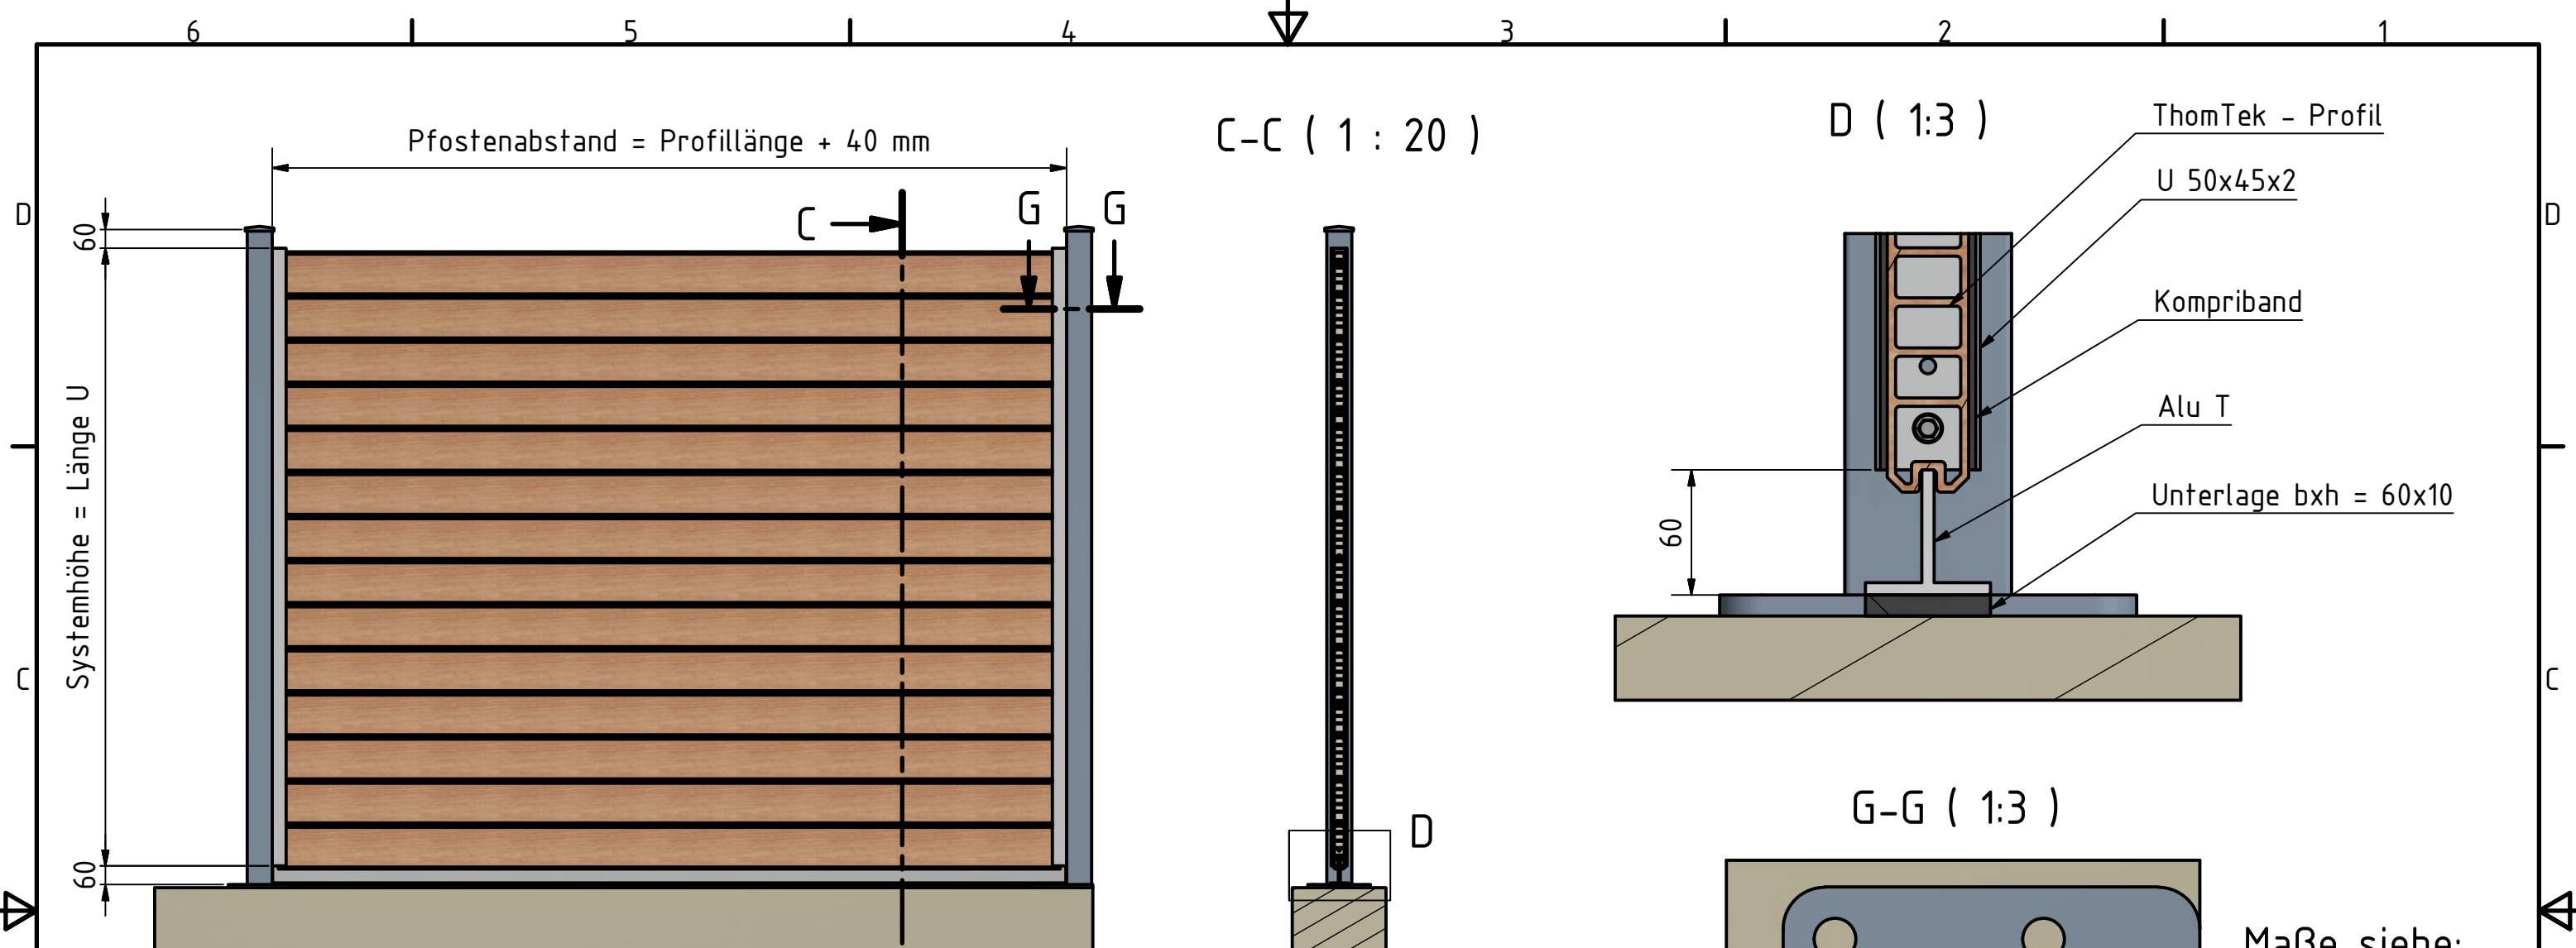 6 5 4 3 2 1
C-C ( 1 : 20 )
D ( 1:3 )
ThomTek - Profil
Pfostenabstand = Profillänge + 40 mm
U 50x45x2
D
60
C
G G
D
Kompriband
Alu T
Unterlage bxh = 60x10
60
Systemhöhe = Länge U
C
C
G-G ( 1:3 )
D
60
Maße siehe: